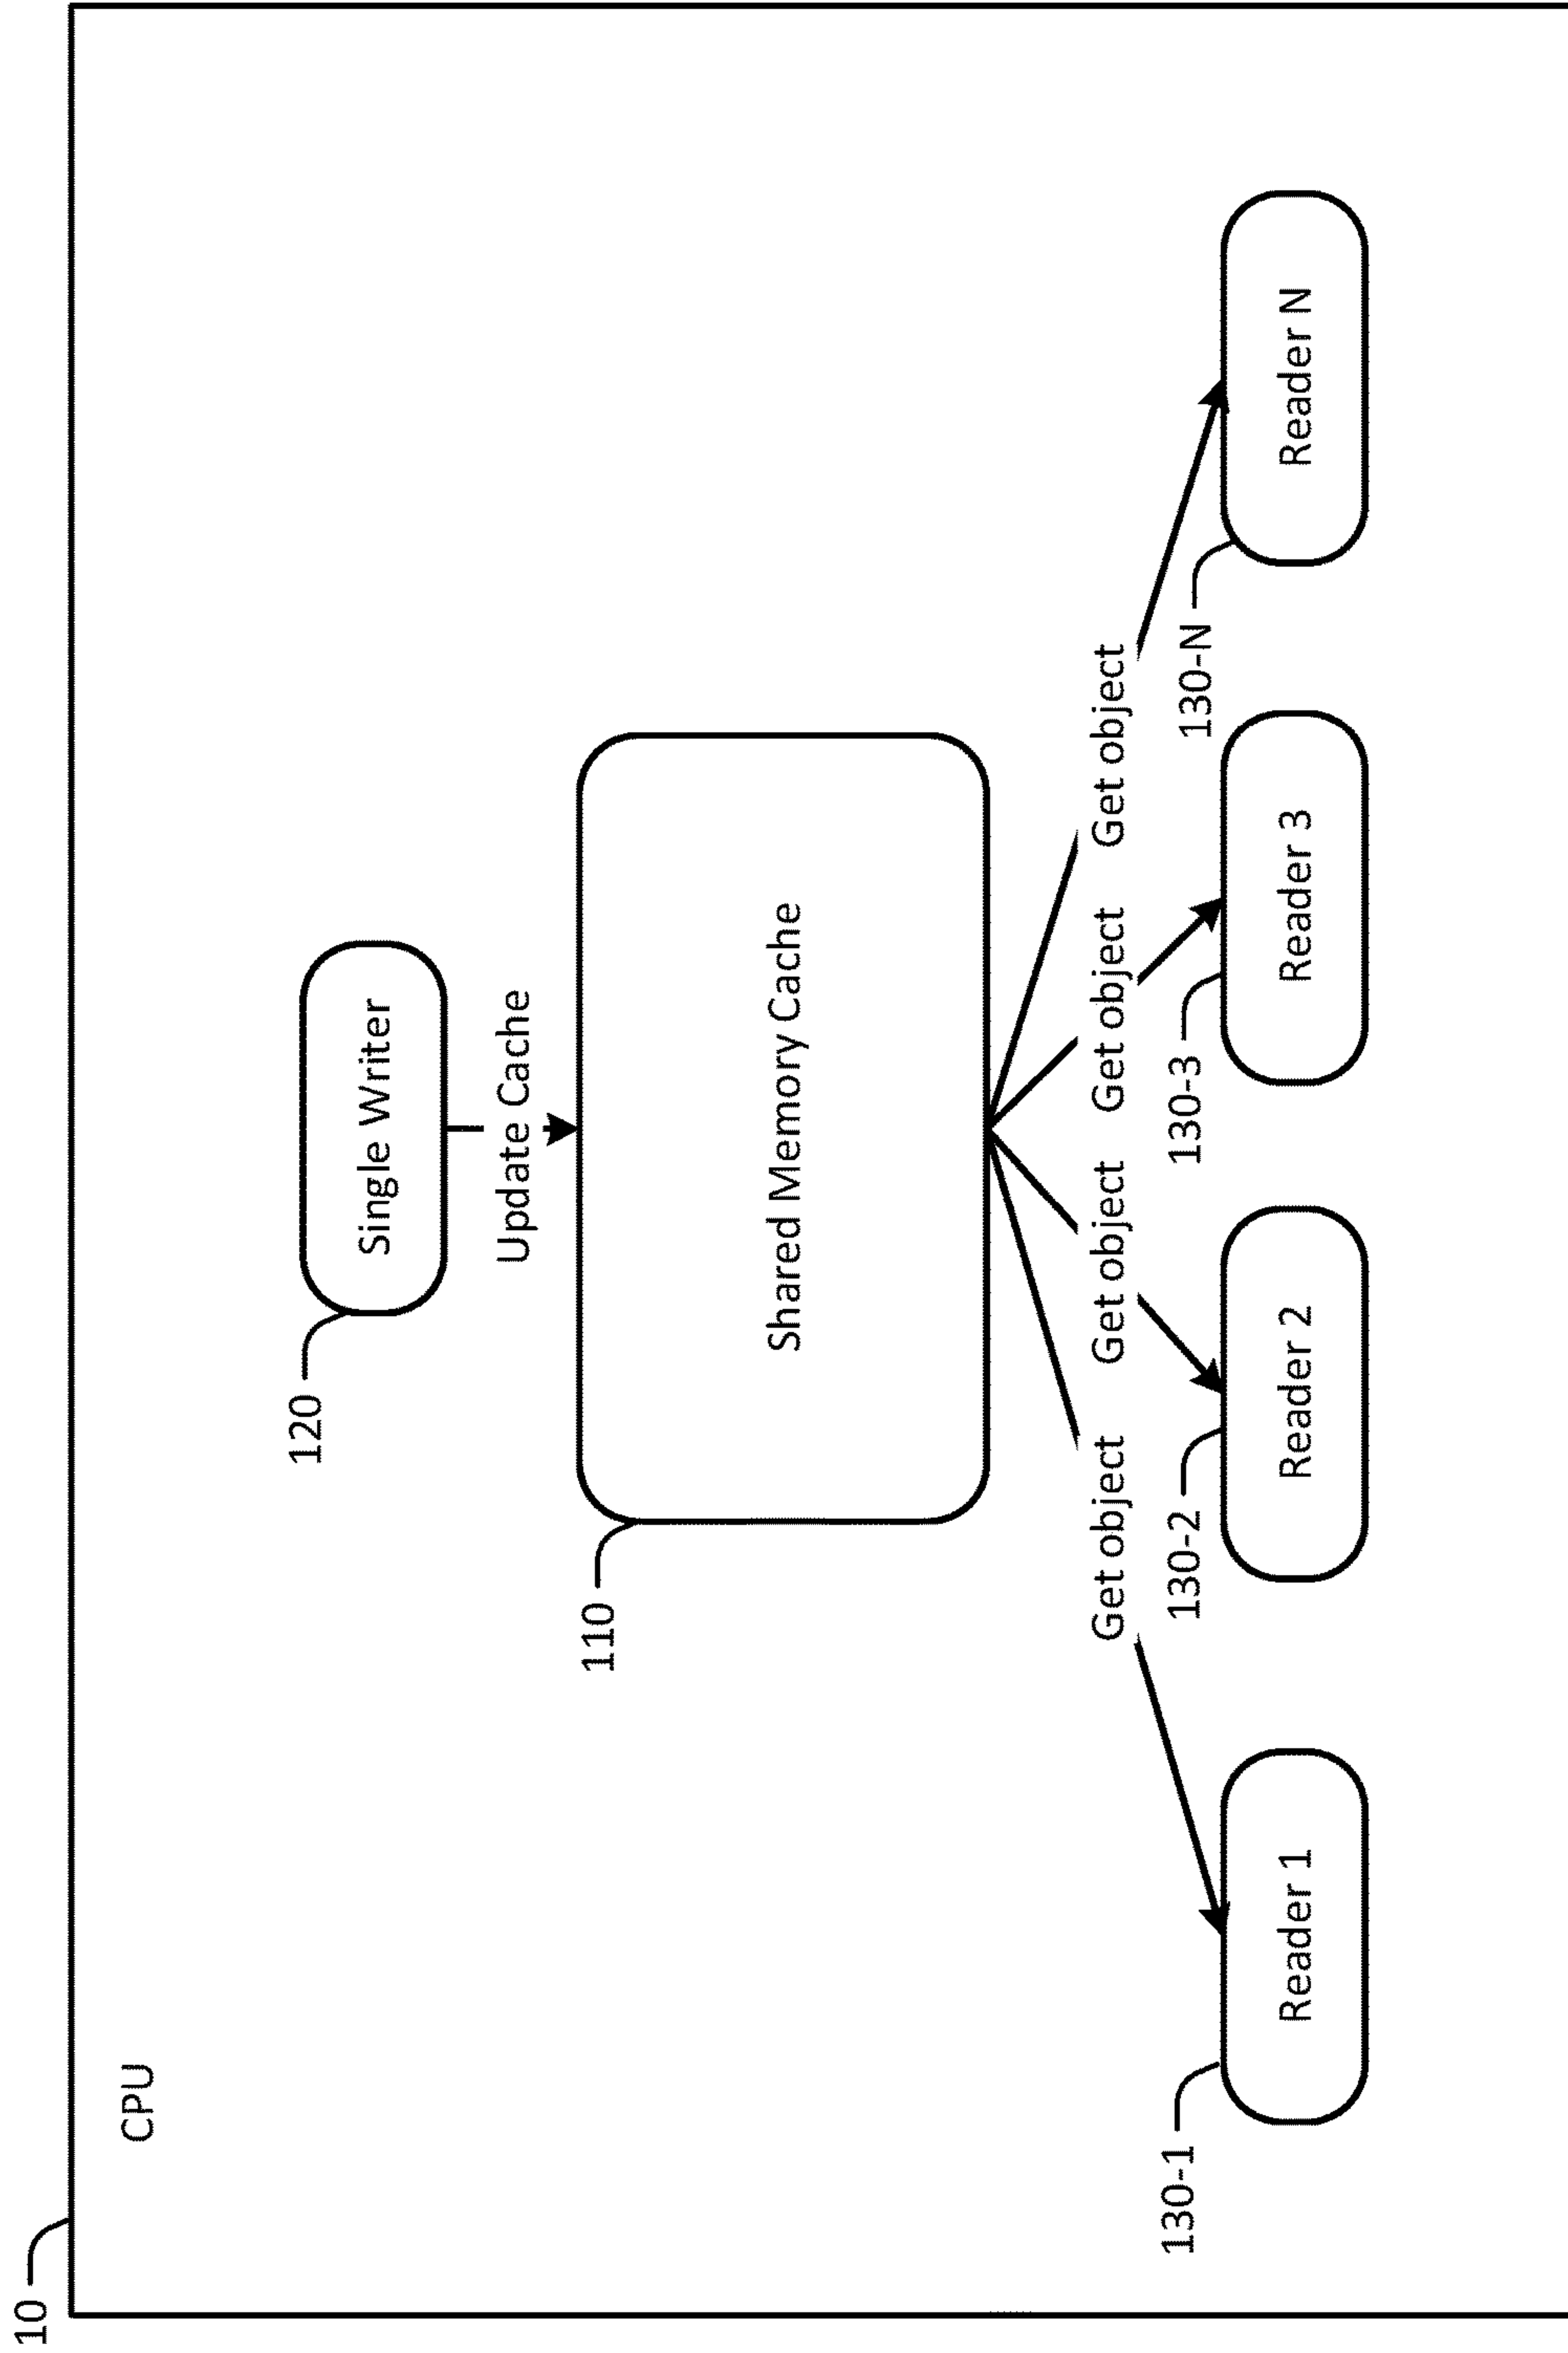 10
CPU
120
Single Writer
Update Cache
110
Shared Memory Cache
Get object
Get object
Get object
Get object
130-1
130-2
130-3
130-N
Reader 1
Reader 2
Reader 3
Reader N